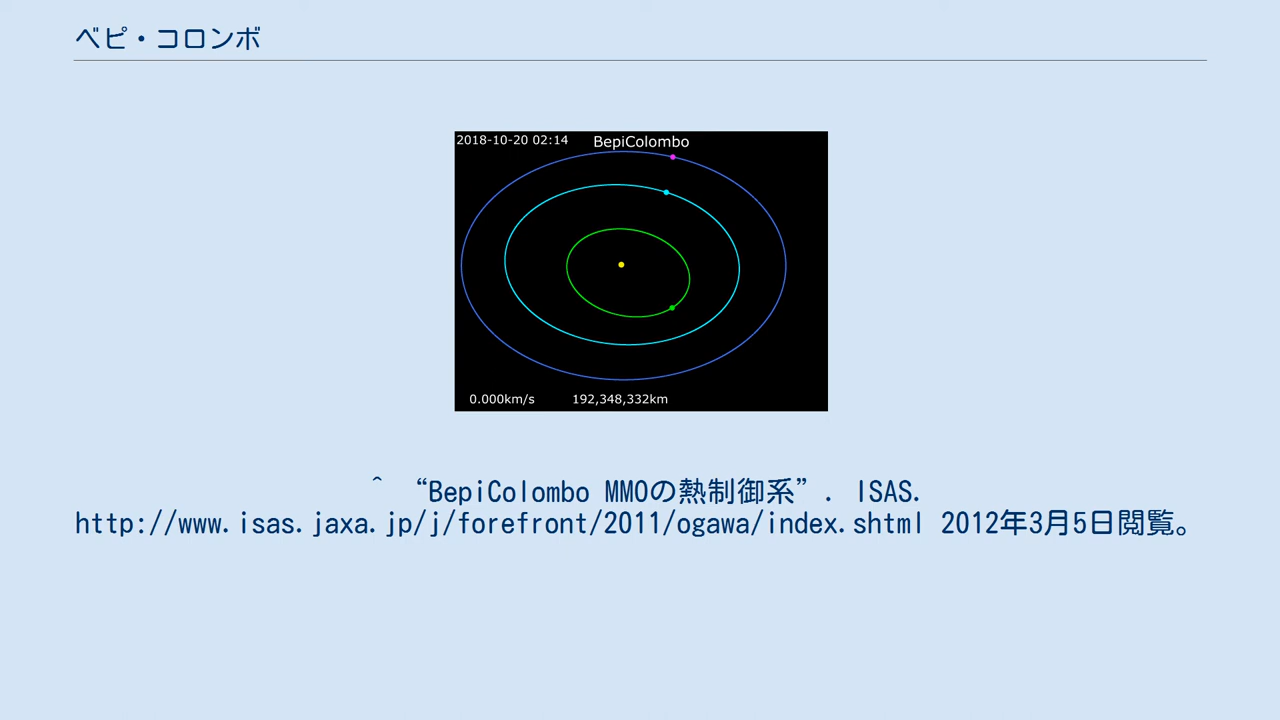 ベピ・コロンボ
2018-10-20 02:14 BepiColombo
0.000km/s 192,348,332km
^ “BepiColombo MMOの熱制御系”. ISAS.
http://www.isas.jaxa.jp/j/forefront/2011/ogawa/index.shtml 2012年3月5日閲覧。